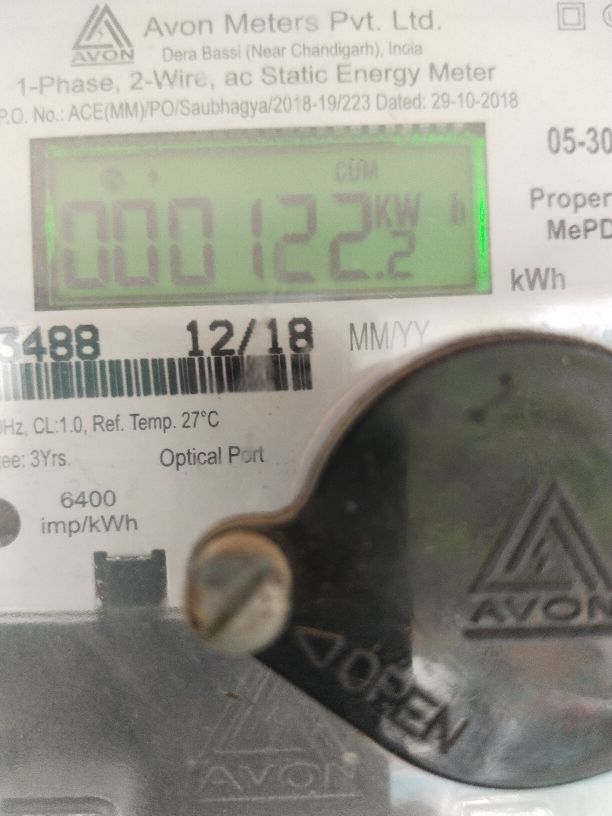 Avon Meters Pvt. Ltd.
AVON
Dera Bassi (Near Chandigarh), India
1-Phase, 2-Wire, ac Static Energy Meter
P.O. No.: ACE(MM)/PO/Saubhagya/2018-19/223 Dated: 29-10-2018
05-30
CUM
000122.2 KW h
Proper
MePD
kWh
3488 12/18 MM/YY
0Hz, CL:1.0, Ref. Temp. 27°C
ee: 3Yrs. Optical Port
6400
imp/kWh
AVON
OPEN
AVON